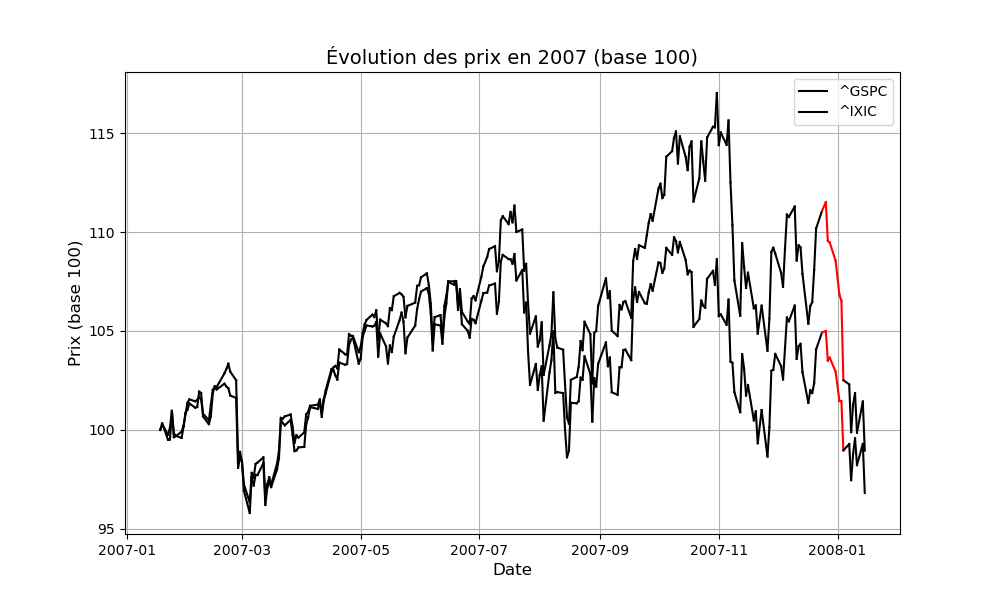 Évolution des prix en 2007 (base 100)
^GSPC
^IXIC
Prix (base 100)
115
110
105
100
95
2007-01 2007-03 2007-05 2007-07 2007-09 2007-11 2008-01
Date